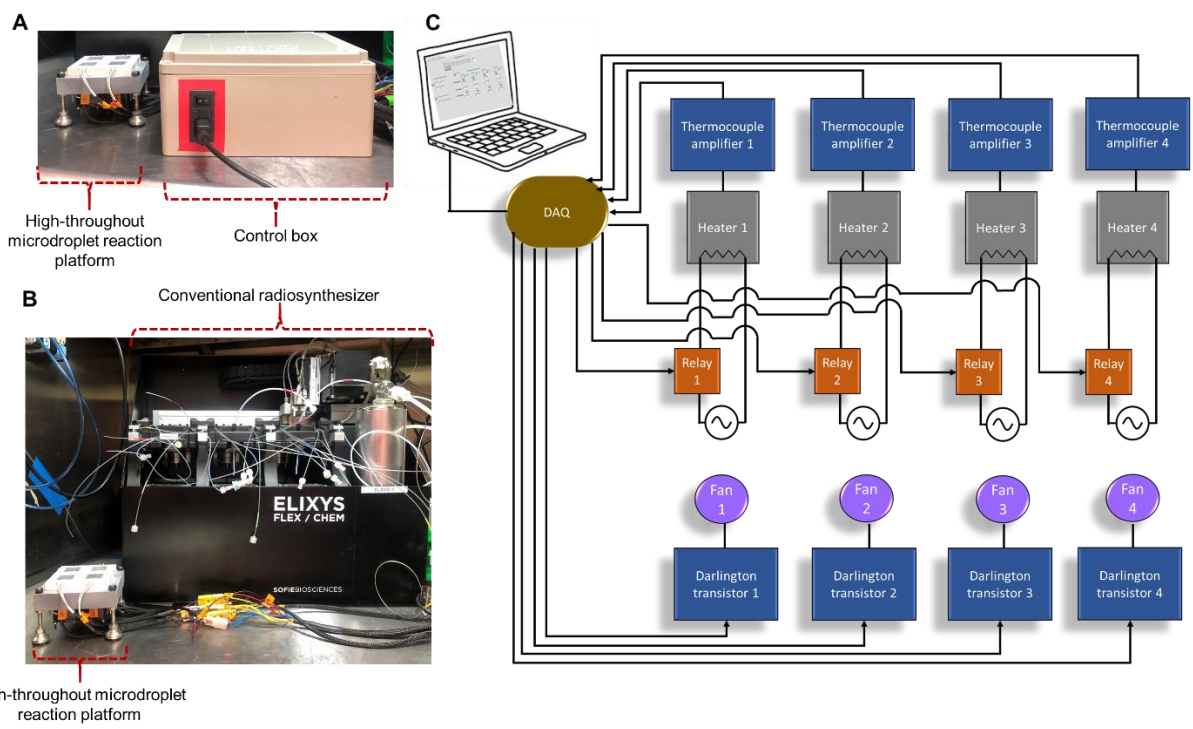 A
High-throughout
microdroplet reaction
platform
Control box
B
Conventional radiosynthesizer
ELIXYS
FLEX / CHEM
SOFIEBIOSCIENCES
h-throughout microdroplet
reaction platform
C
DAQ
Thermocouple
amplifier 1
Thermocouple
amplifier 2
Thermocouple
amplifier 3
Thermocouple
amplifier 4
Heater 1
Heater 2
Heater 3
Heater 4
Relay
1
Relay
2
Relay
3
Relay
4
Fan
1
Fan
2
Fan
3
Fan
4
Darlington
transistor 1
Darlington
transistor 2
Darlington
transistor 3
Darlington
transistor 4